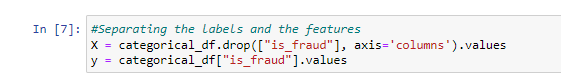 In [7]: #Separating the labels and the features
X = categorical_df.drop(["is_fraud"], axis='columns').values
y = categorical_df["is_fraud"].values